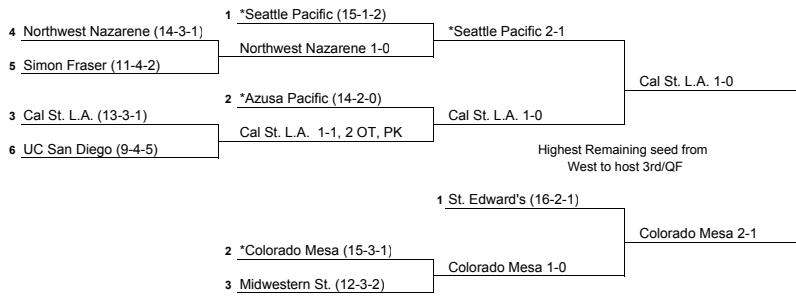 1 *Seattle Pacific (15-1-2)
4 Northwest Nazarene (14-3-1)
*Seattle Pacific 2-1
Northwest Nazarene 1-0
5 Simon Fraser (11-4-2)
Cal St. L.A. 1-0
2 *Azusa Pacific (14-2-0)
3 Cal St. L.A. (13-3-1)
Cal St. L.A. 1-0
Cal St. L.A. 1-1, 2 OT, PK
6 UC San Diego (9-4-5)
Highest Remaining seed from
West to host 3rd/QF
1 St. Edward's (16-2-1)
Colorado Mesa 2-1
2 *Colorado Mesa (15-3-1)
Colorado Mesa 1-0
3 Midwestern St. (12-3-2)